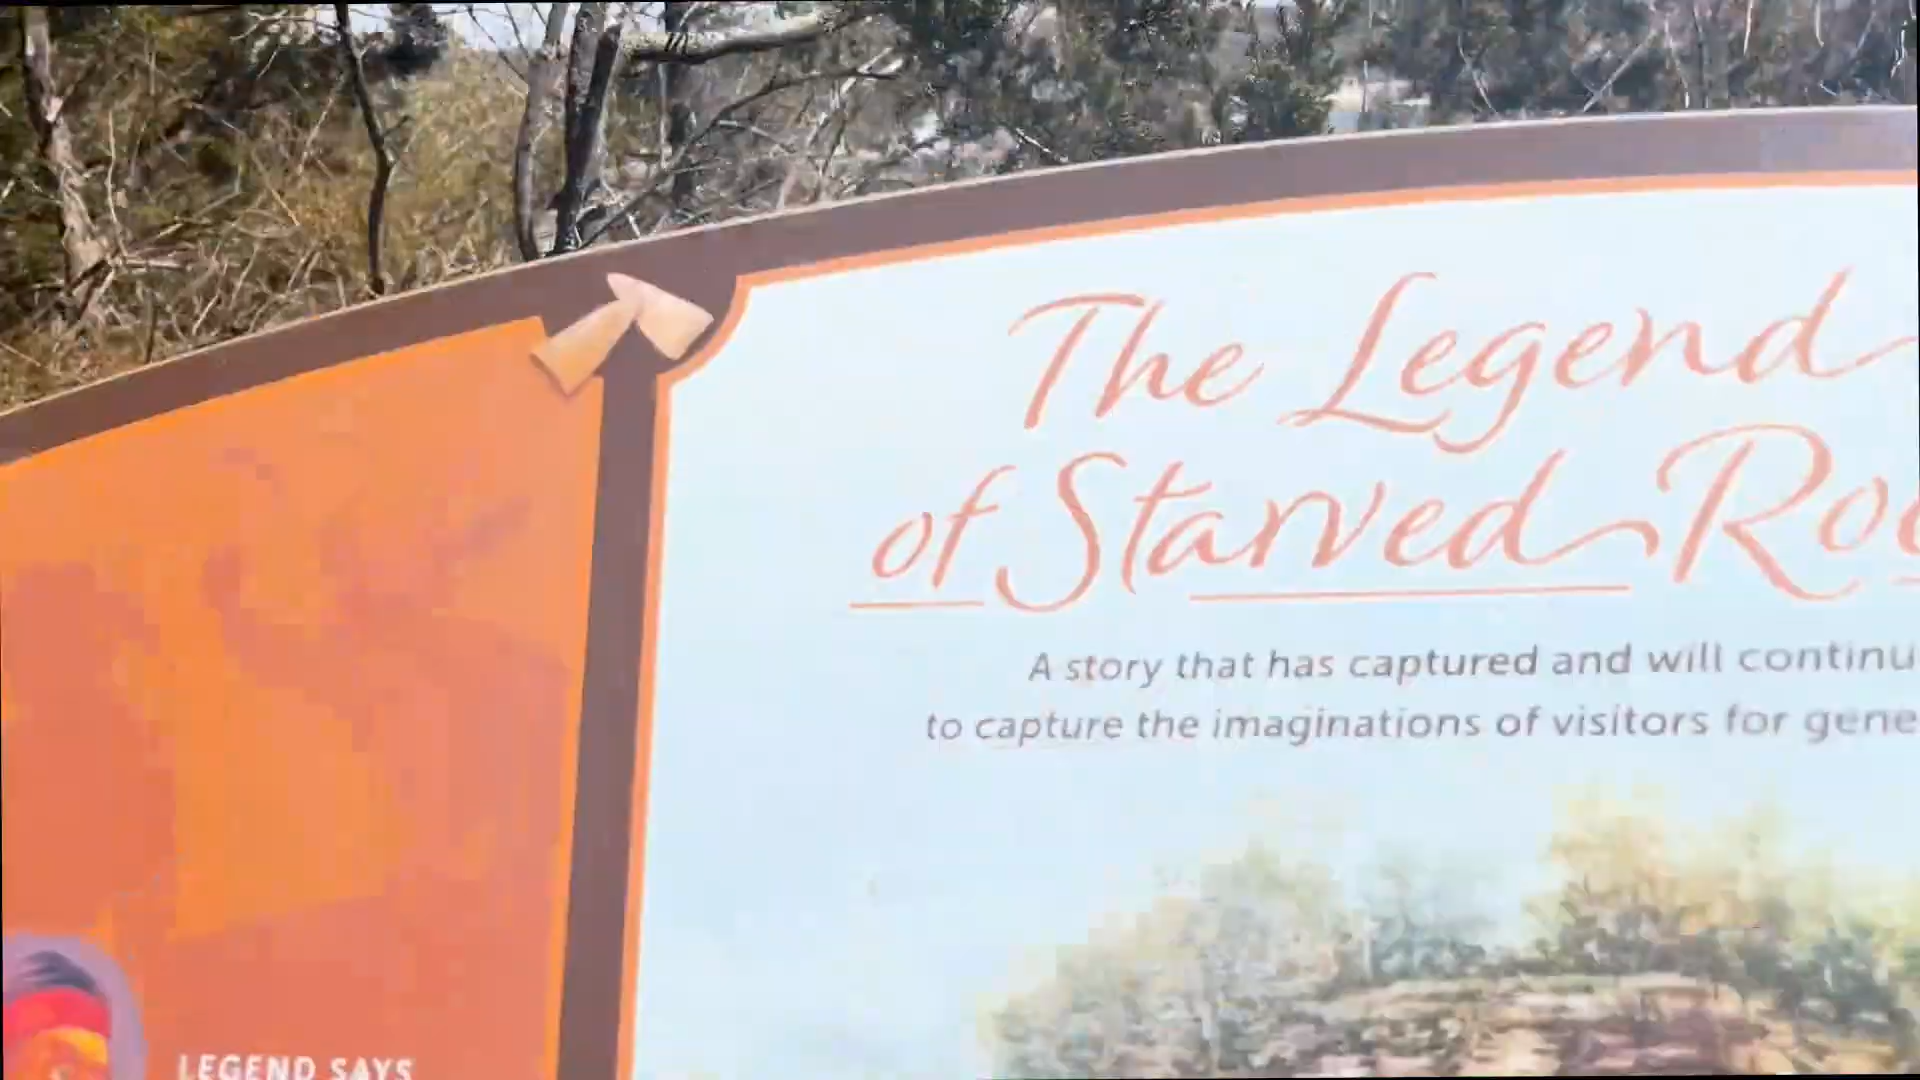 The Legend
of Starved Roc
A story that has captured and will continu
to capture the imaginations of visitors for gene
LEGEND SAYS